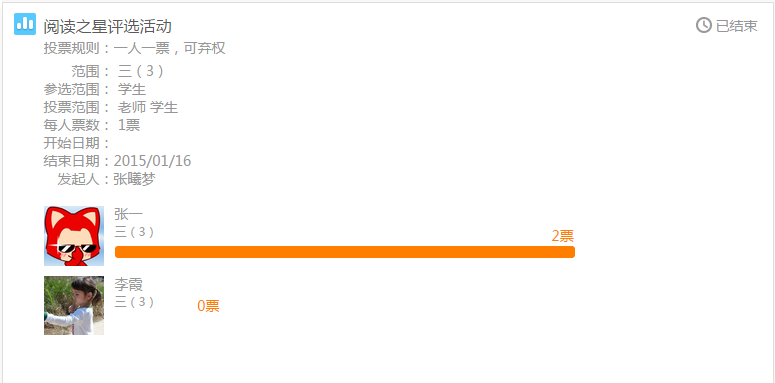 阅读之星评选活动
已结束
投票规则：一人一票，可弃权
范围： 三（3）
参选范围： 学生
投票范围： 老师 学生
每人票数： 1票
开始日期：
结束日期：2015/01/16
发起人：张曦梦
张一
三（3）
2票
李霞
三（3）
0票